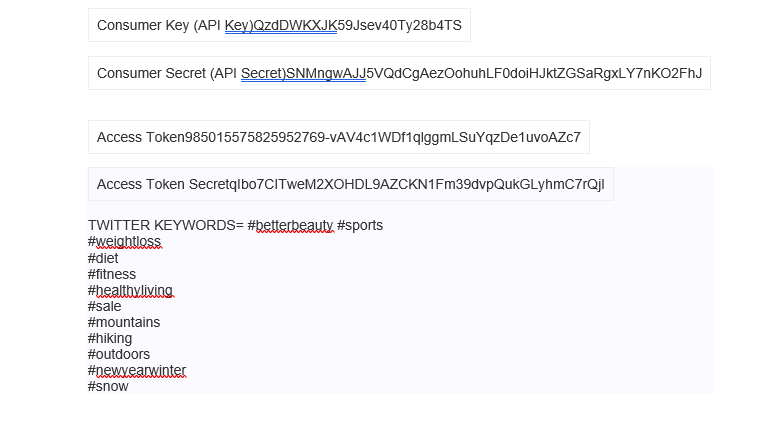 Consumer Key (API Key)QzdDWKXJK59Jsev40Ty28b4TS
Consumer Secret (API Secret)SNMngwAJJ5VQdCgAezOohuhLF0doiHJktZGSaRgxLY7nKO2FhJ
Access Token985015575825952769-vAV4c1WDf1qlggmLSuYqzDe1uvoAZc7
Access Token SecretqIbo7CITweM2XOHDL9AZCKN1Fm39dvpQukGLyhmC7rQjI
TWITTER KEYWORDS= #betterbeauty #sports
#weightloss
#diet
#fitness
#healthyliving
#sale
#mountains
#hiking
#outdoors
#newyearwinter
#snow